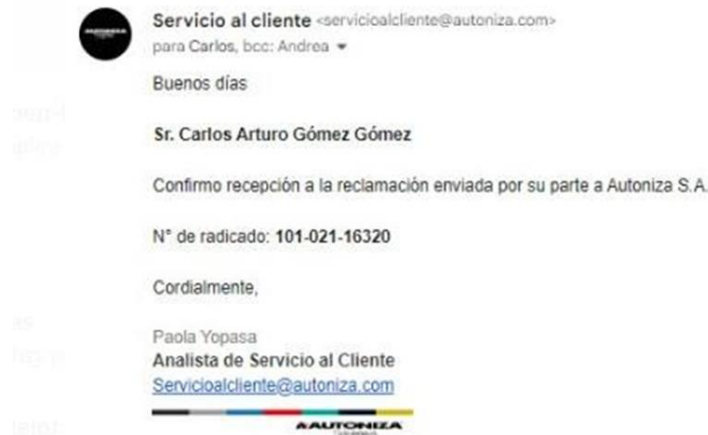 Servicio al cliente <servicioalcliente@autoniza.com>
para Carlos, bcc: Andrea
Buenos días
Sr. Carlos Arturo Gómez Gómez
Confirmo recepción a la reclamación enviada por su parte a Autoniza S.A.
N° de radicado: 101-021-16320
Cordialmente,
Paola Yopasa
Analista de Servicio al Cliente
Servicioalcliente@autoniza.com
AUTONIZA